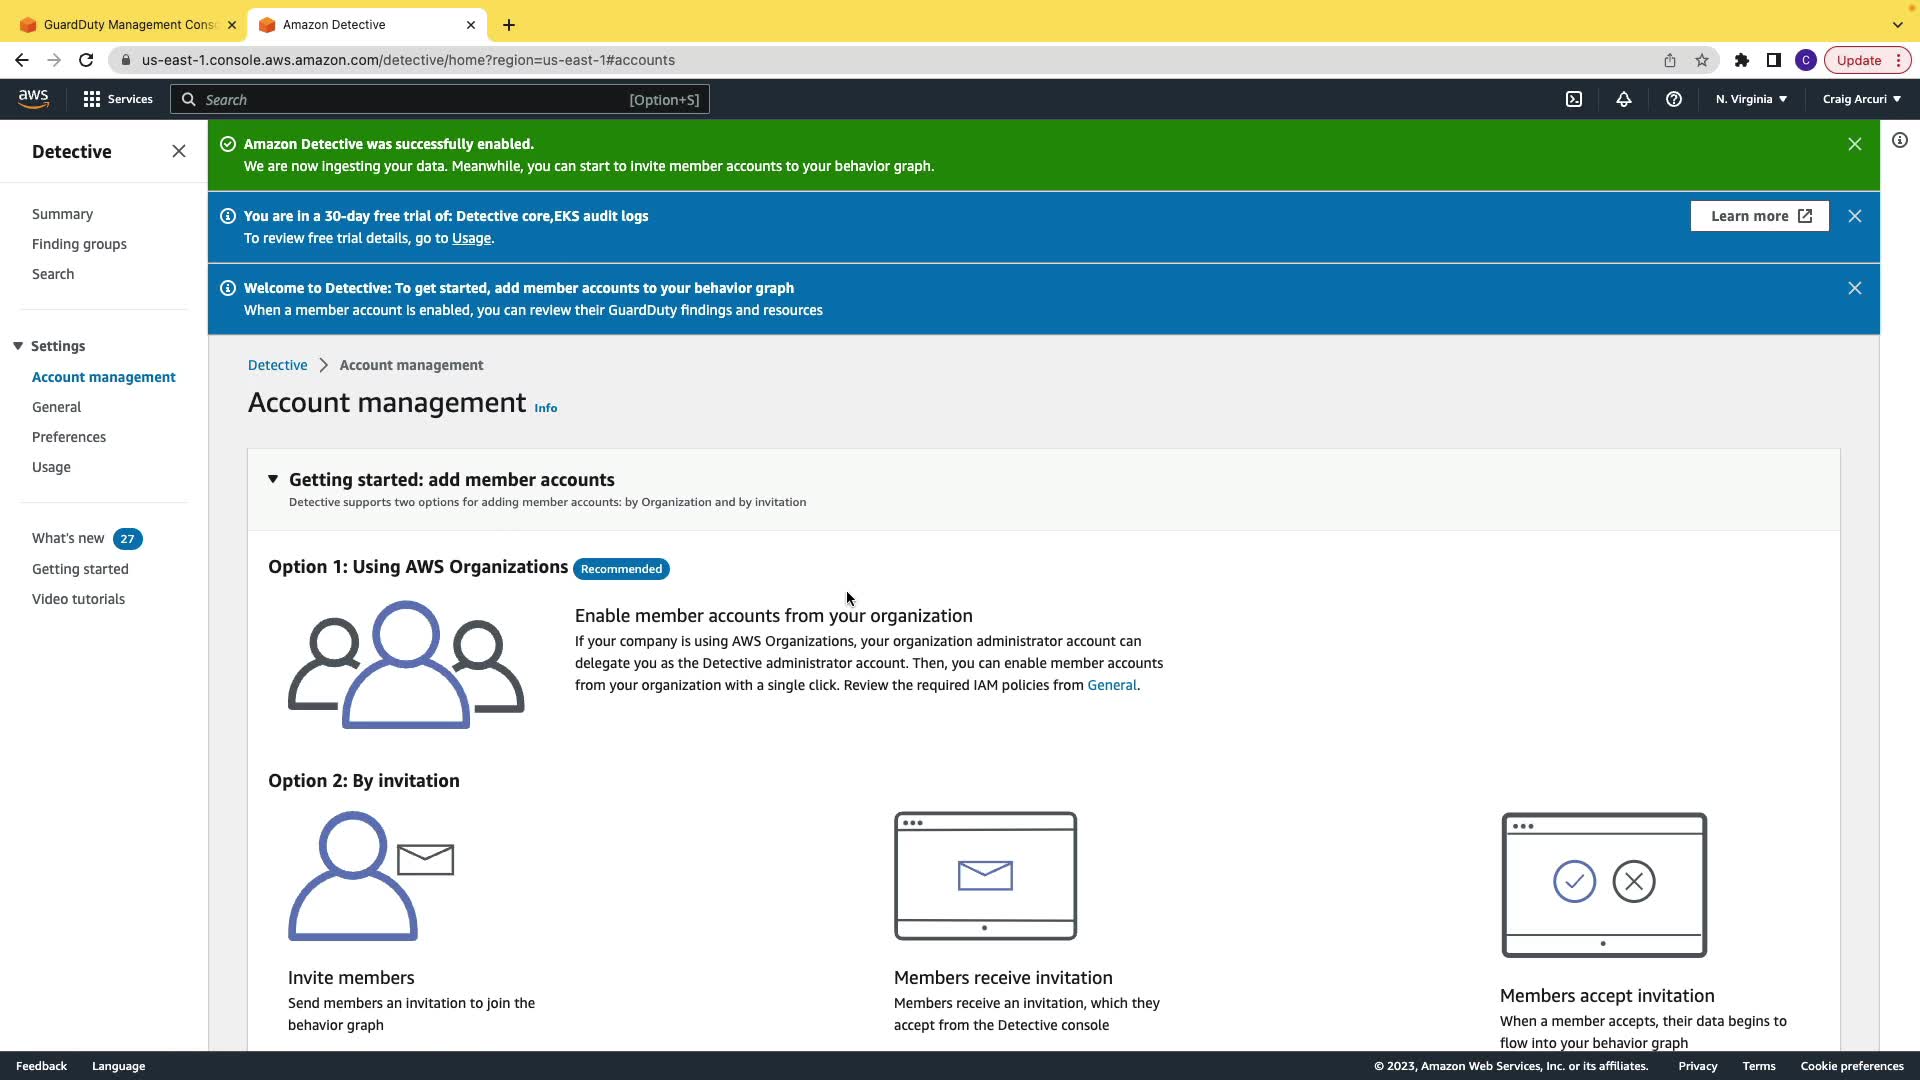 GuardDuty Management Conso
Amazon Detective
us-east-1.console.aws.amazon.com/detective/home?region=us-east-1#accounts
C
Update
aws
Services
Search
[Option+S]
N. Virginia
Craig Arcuri
Detective
Summary
Finding groups
Search
Settings
Account management
General
Preferences
Usage
What's new 27
Getting started
Video tutorials
Amazon Detective was successfully enabled.
We are now ingesting your data. Meanwhile, you can start to invite member accounts to your behavior graph.
You are in a 30-day free trial of: Detective core,EKS audit logs
To review free trial details, go to Usage.
Learn more
Welcome to Detective: To get started, add member accounts to your behavior graph
When a member account is enabled, you can review their GuardDuty findings and resources
Detective > Account management
Account management Info
Getting started: add member accounts
Detective supports two options for adding member accounts: by Organization and by invitation
Option 1: Using AWS Organizations Recommended
Enable member accounts from your organization
If your company is using AWS Organizations, your organization administrator account can
delegate you as the Detective administrator account. Then, you can enable member accounts
from your organization with a single click. Review the required IAM policies from General.
Option 2: By invitation
Invite members
Send members an invitation to join the
behavior graph
Members receive invitation
Members receive an invitation, which they
accept from the Detective console
Members accept invitation
When a member accepts, their data begins to
flow into your behavior graph
Feedback
Language
© 2023, Amazon Web Services, Inc. or its affiliates.
Privacy
Terms
Cookie preferences